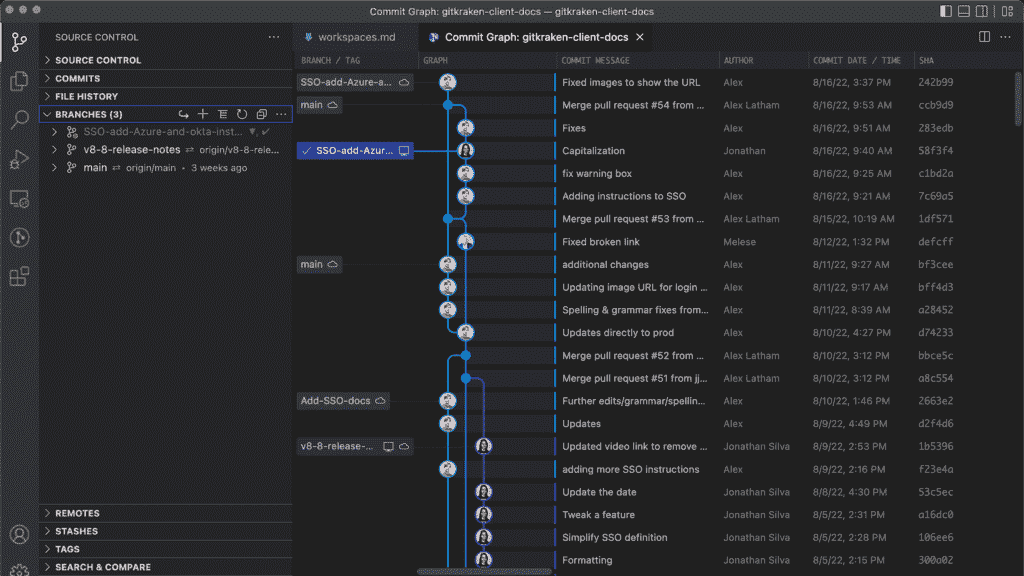 Commit Graph: gitkraken-client-docs — gitkraken-client-docs
SOURCE CONTROL ...
SOURCE CONTROL
COMMITS
FILE HISTORY
BRANCHES (3) ...
SSO-add-Azure-and-okta-inst...
v8-8-release-notes origin/v8-8-rele...
main origin/main • 3 weeks ago
REMOTES
STASHES
TAGS
SEARCH & COMPARE
workspaces.md Commit Graph: gitkraken-client-docs
BRANCH / TAG GRAPH COMMIT MESSAGE AUTHOR COMMIT DATE / TIME SHA
SSO-add-Azure-a... Fixed images to show the URL Alex 8/16/22, 3:37 PM 242b99
main Merge pull request #54 from ... Alex Latham 8/16/22, 9:53 AM ccb9d9
Fixes Alex 8/16/22, 9:51 AM 283edb
SSO-add-Azur... Capitalization Jonathan 8/16/22, 9:40 AM 58f3f4
fix warning box Alex 8/16/22, 9:25 AM c1bd2a
Adding instructions to SSO Alex 8/16/22, 9:21 AM 7c69a5
Merge pull request #53 from ... Alex Latham 8/15/22, 10:19 AM 1df571
Fixed broken link Melese 8/12/22, 1:32 PM defcff
main additional changes Alex 8/11/22, 9:27 AM bf3cee
Updating image URL for login ... Alex 8/11/22, 9:17 AM bff4d3
Spelling & grammar fixes from... Alex 8/11/22, 8:39 AM a28452
Updates directly to prod Alex 8/10/22, 4:27 PM d74233
Merge pull request #52 from ... Alex Latham 8/10/22, 3:12 PM bbce5c
Merge pull request #51 from jj... Alex Latham 8/10/22, 3:12 PM a8c554
Add-SSO-docs Further edits/grammar/spellin... Alex 8/10/22, 1:46 PM 2663e2
Updates Alex 8/9/22, 4:49 PM d2f4d6
v8-8-release-... Updated video link to remove ... Jonathan Silva 8/9/22, 2:53 PM 1b5396
adding more SSO instructions Alex 8/9/22, 2:16 PM f23e4a
Update the date Jonathan Silva 8/8/22, 4:30 PM 53c5ec
Tweak a feature Jonathan Silva 8/5/22, 2:31 PM a16dc0
Simplify SSO definition Jonathan Silva 8/5/22, 2:28 PM 106ee6
Formatting Jonathan Silva 8/5/22, 2:15 PM 300a02